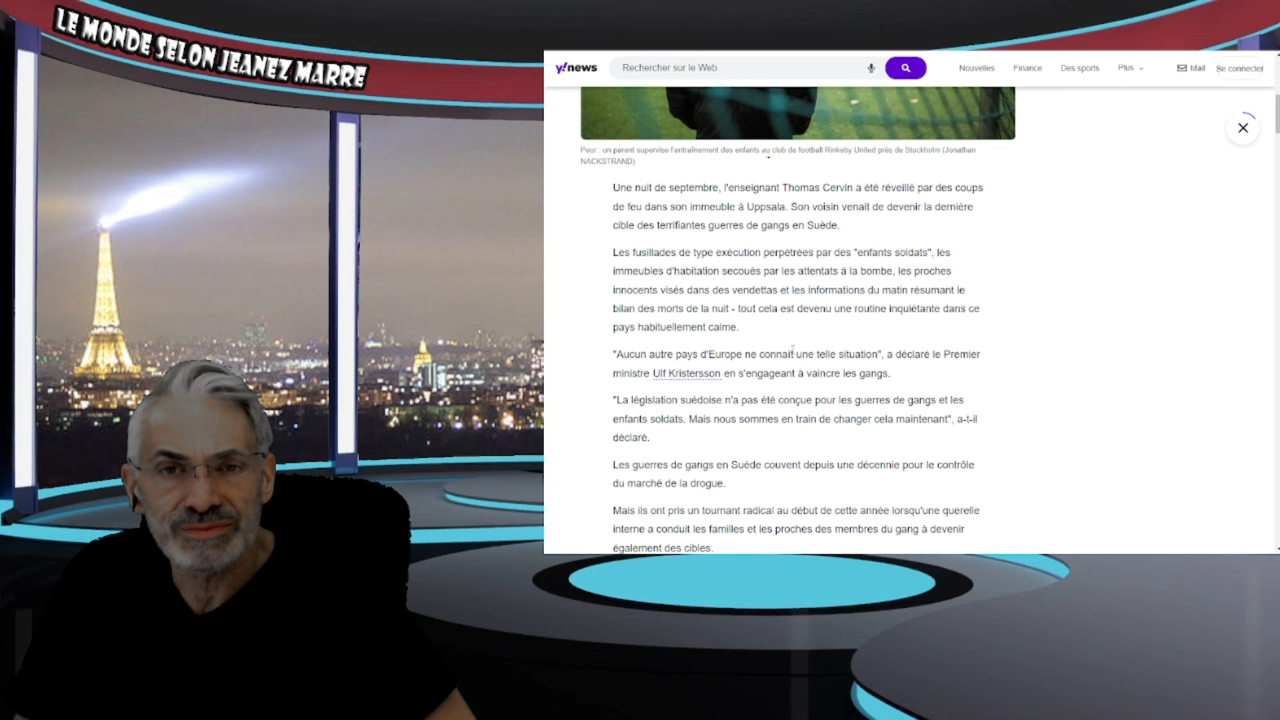 LE MONDE SELON JEANEZ MARRE
y!news
Rechercher sur le Web
Nouvelles
Finance
Des sports
Plus
Mail
Se connecter
Peur : un parent supervise l'entraînement des enfants au club de football Rinkeby United près de Stockholm (Jonathan
NACKSTRAND)
Une nuit de septembre, l'enseignant Thomas Cervin a été réveillé par des coups
de feu dans son immeuble à Uppsala. Son voisin venait de devenir la dernière
cible des terrifiantes guerres de gangs en Suède.
Les fusillades de type exécution perpétrées par des "enfants soldats", les
immeubles d'habitation secoués par les attentats à la bombe, les proches
innocents visés dans des vendettas et les informations du matin résumant le
bilan des morts de la nuit - tout cela est devenu une routine inquiétante dans ce
pays habituellement calme.
"Aucun autre pays d'Europe ne connaît une telle situation", a déclaré le Premier
ministre Ulf Kristersson en s'engageant à vaincre les gangs.
"La législation suédoise n'a pas été conçue pour les guerres de gangs et les
enfants soldats. Mais nous sommes en train de changer cela maintenant", a-t-il
déclaré.
Les guerres de gangs en Suède couvent depuis une décennie pour le contrôle
du marché de la drogue.
Mais ils ont pris un tournant radical au début de cette année lorsqu'une querelle
interne a conduit les familles et les proches des membres du gang à devenir
également des cibles.